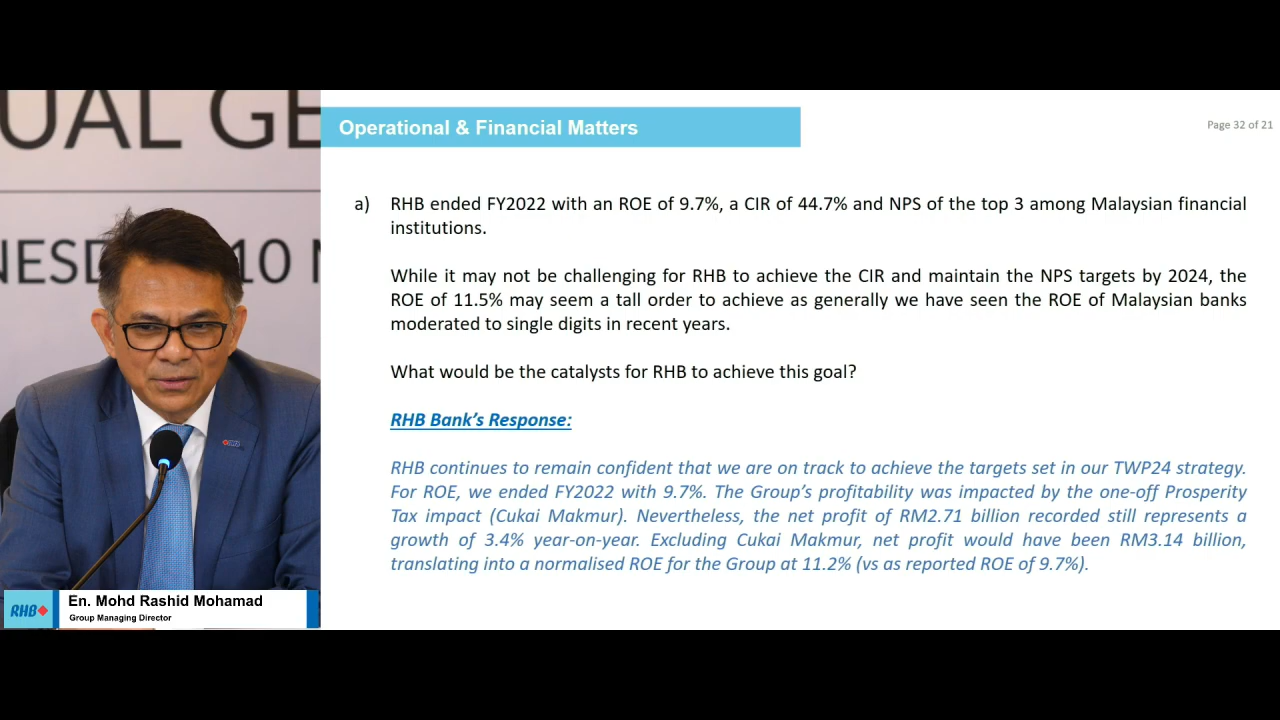 UAL GE
NESD 10 M
RHB
RHB
En. Mohd Rashid Mohamad
Group Managing Director
Operational & Financial Matters
Page 32 of 21
a) RHB ended FY2022 with an ROE of 9.7%, a CIR of 44.7% and NPS of the top 3 among Malaysian financial
institutions.
While it may not be challenging for RHB to achieve the CIR and maintain the NPS targets by 2024, the
ROE of 11.5% may seem a tall order to achieve as generally we have seen the ROE of Malaysian banks
moderated to single digits in recent years.
What would be the catalysts for RHB to achieve this goal?
RHB Bank’s Response:
RHB continues to remain confident that we are on track to achieve the targets set in our TWP24 strategy.
For ROE, we ended FY2022 with 9.7%. The Group’s profitability was impacted by the one-off Prosperity
Tax impact (Cukai Makmur). Nevertheless, the net profit of RM2.71 billion recorded still represents a
growth of 3.4% year-on-year. Excluding Cukai Makmur, net profit would have been RM3.14 billion,
translating into a normalised ROE for the Group at 11.2% (vs as reported ROE of 9.7%).